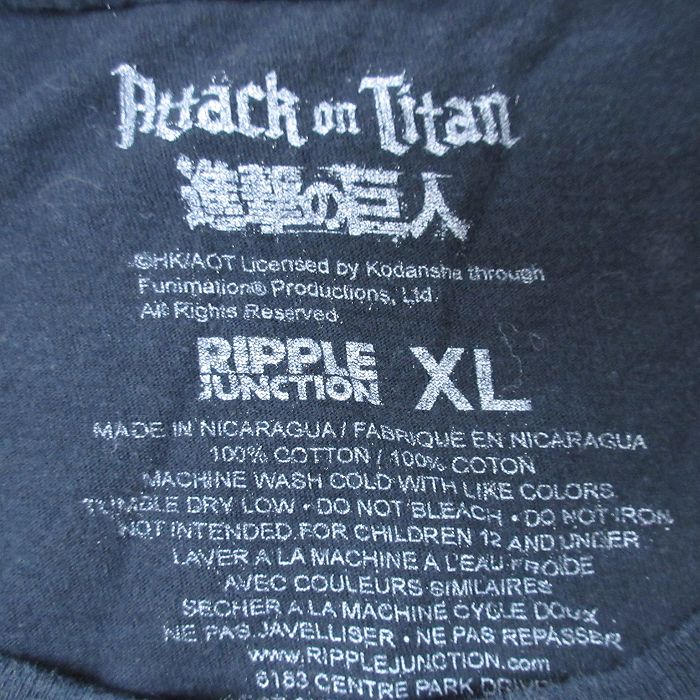 Attack on Titan
進撃の巨人
©HK/AOT Licensed by Kodansha through
Funimation® Productions, Ltd.
All Rights Reserved.
RIPPLE
JUNCTION
XL
MADE IN NICARAGUA / FABRIQUE EN NICARAGUA
100% COTTON / 100% COTON
MACHINE WASH COLD WITH LIKE COLORS
TUMBLE DRY LOW • DO NOT BLEACH • DO NOT IRON
NOT INTENDED FOR CHILDREN 12 AND UNDER
LAVER A LA MACHINE A L'EAU FROIDE
AVEC COULEURS SIMILAIRES
SECHER A LA MACHINE CYCLE DOUX
NE PAS JAVELLISER • NE PAS REPASSER
www.RIPPLEJUNCTION.com
6183 CENTRE PARK DRIVE